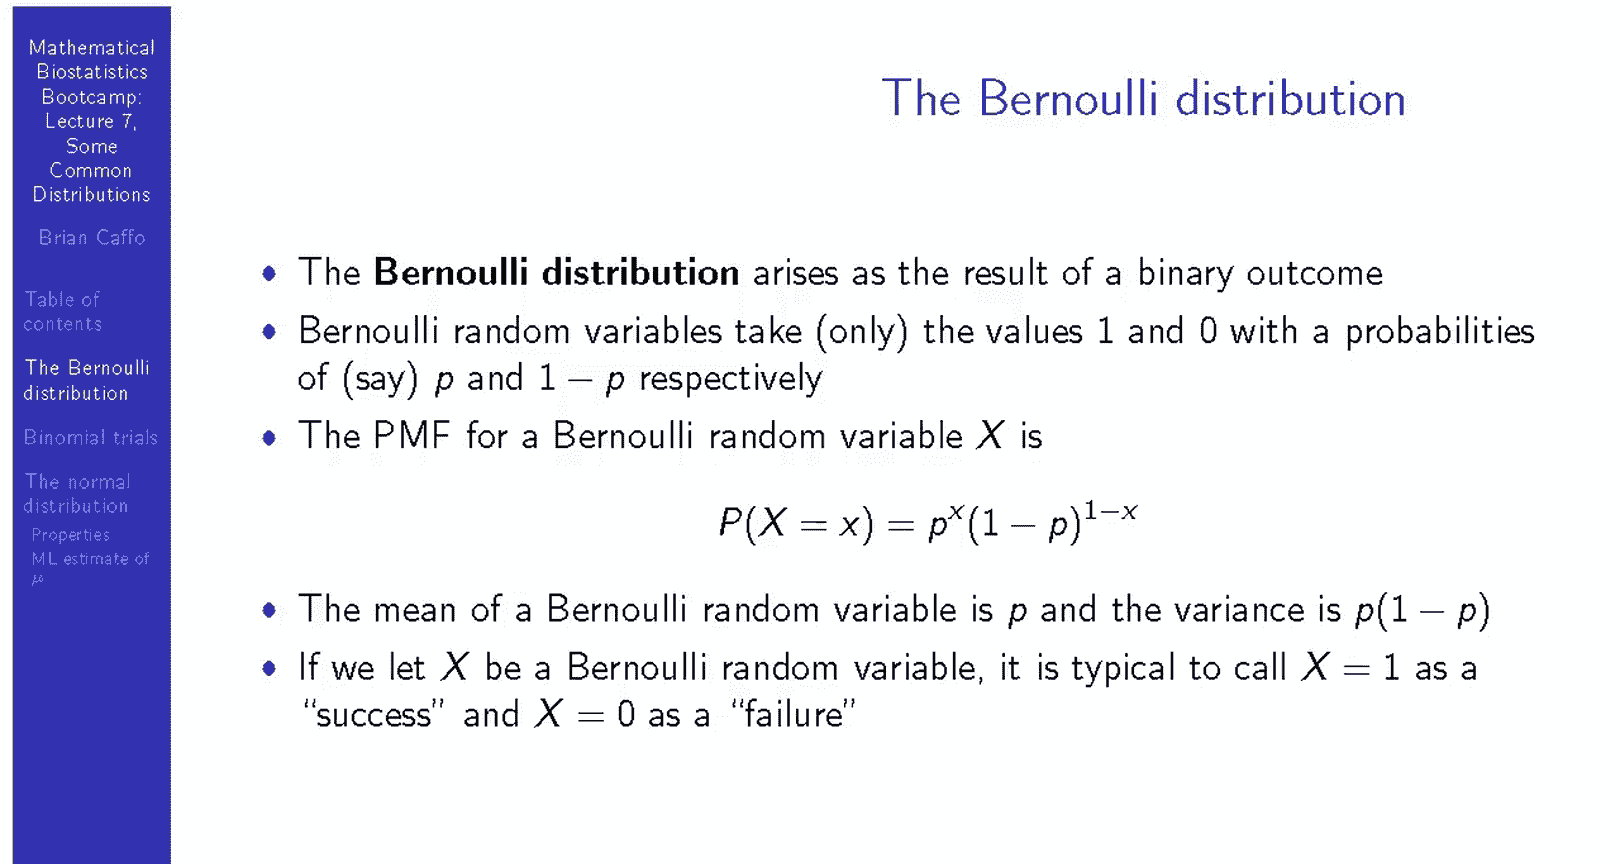 Mathematical
Biostatistics
Bootcamp:
Lecture 7,
Some
Common
Distributions
Brian Caffo
Table of
contents
The Bernoulli
distribution
Binomial trials
The normal
distribution
Properties
ML estimate of
μ
The Bernoulli distribution
• The Bernoulli distribution arises as the result of a binary outcome
• Bernoulli random variables take (only) the values 1 and 0 with a probabilities
of (say) p and 1 − p respectively
• The PMF for a Bernoulli random variable X is
P(X = x) = pˣ(1 − p)¹⁻ˣ
• The mean of a Bernoulli random variable is p and the variance is p(1 − p)
• If we let X be a Bernoulli random variable, it is typical to call X = 1 as a
“success” and X = 0 as a “failure”